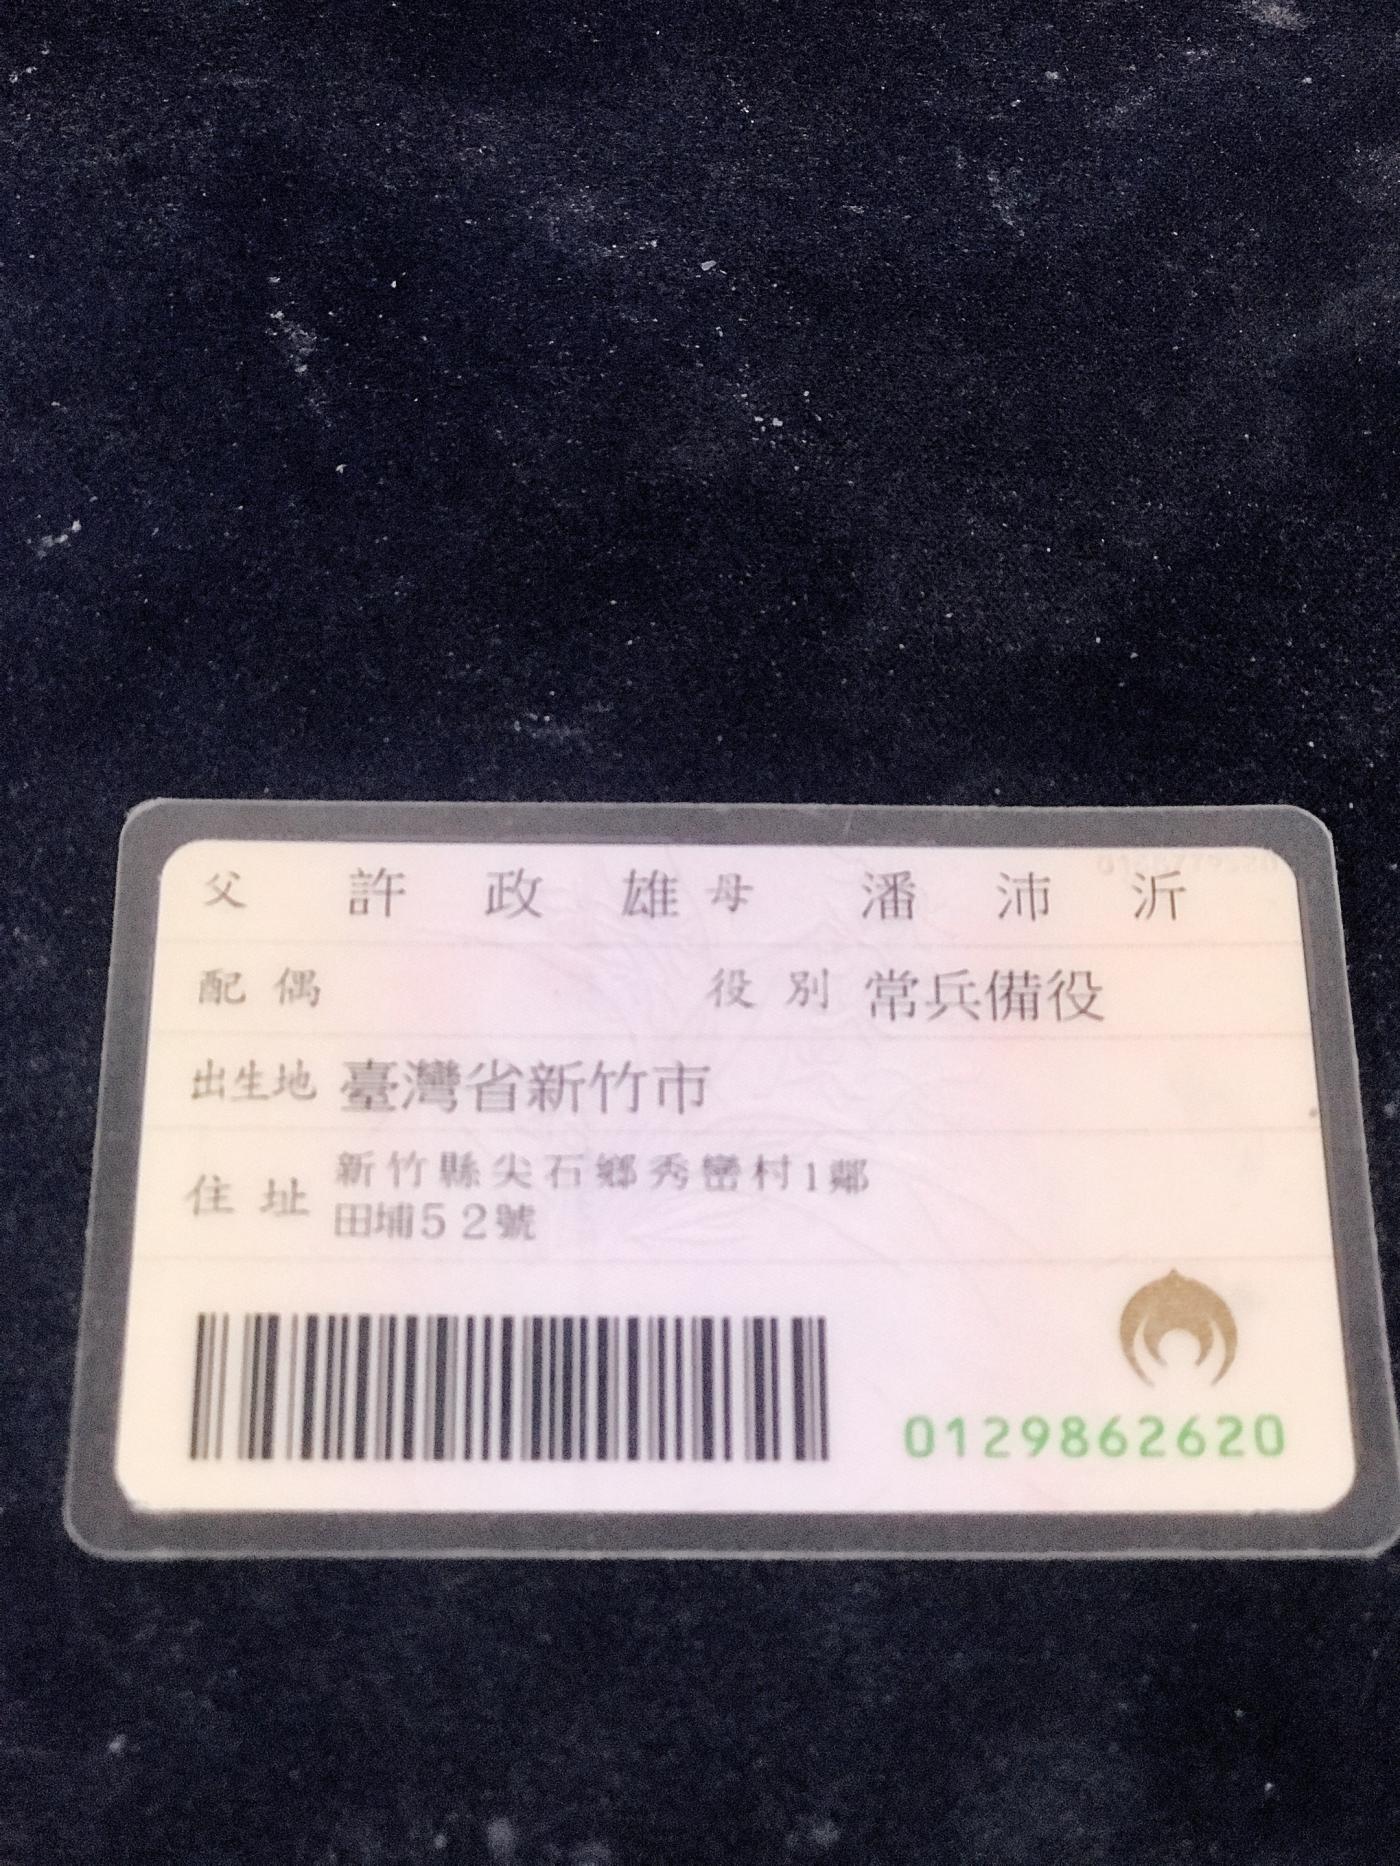 父 許政雄 母 潘沛沂
配偶 役別 常兵備役
出生地 臺灣省新竹市
住址 新竹縣尖石鄉秀巒村1鄰
田埔52號
0129862620